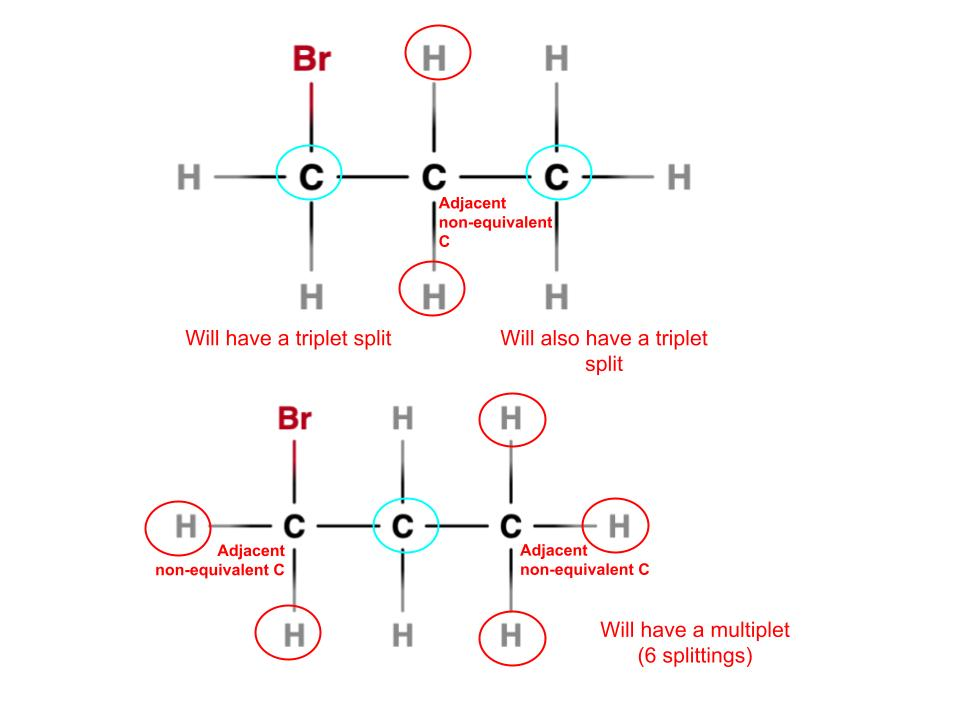 Br H H
H C C C H
Adjacent
non-equivalent
C
H H H
Will have a triplet split
Will also have a triplet
split
Br H H
H C C C H
Adjacent
non-equivalent C
Adjacent
non-equivalent C
H H H
Will have a multiplet
(6 splittings)